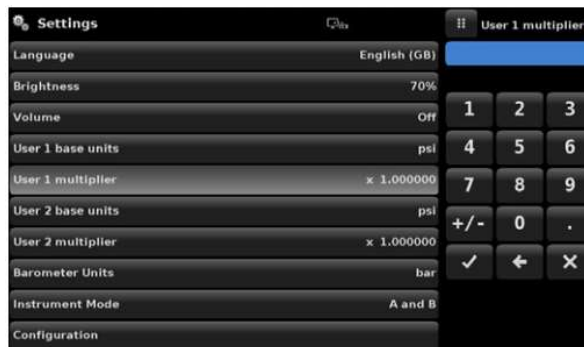 Settings
Language English (GB)
Brightness 70%
Volume Off
User 1 base units psi
User 1 multiplier x 1.000000
User 2 base units psi
User 2 multiplier x 1.000000
Barometer Units bar
Instrument Mode A and B
Configuration
User 1 multiplier
1 2 3
4 5 6
7 8 9
+/- 0 .